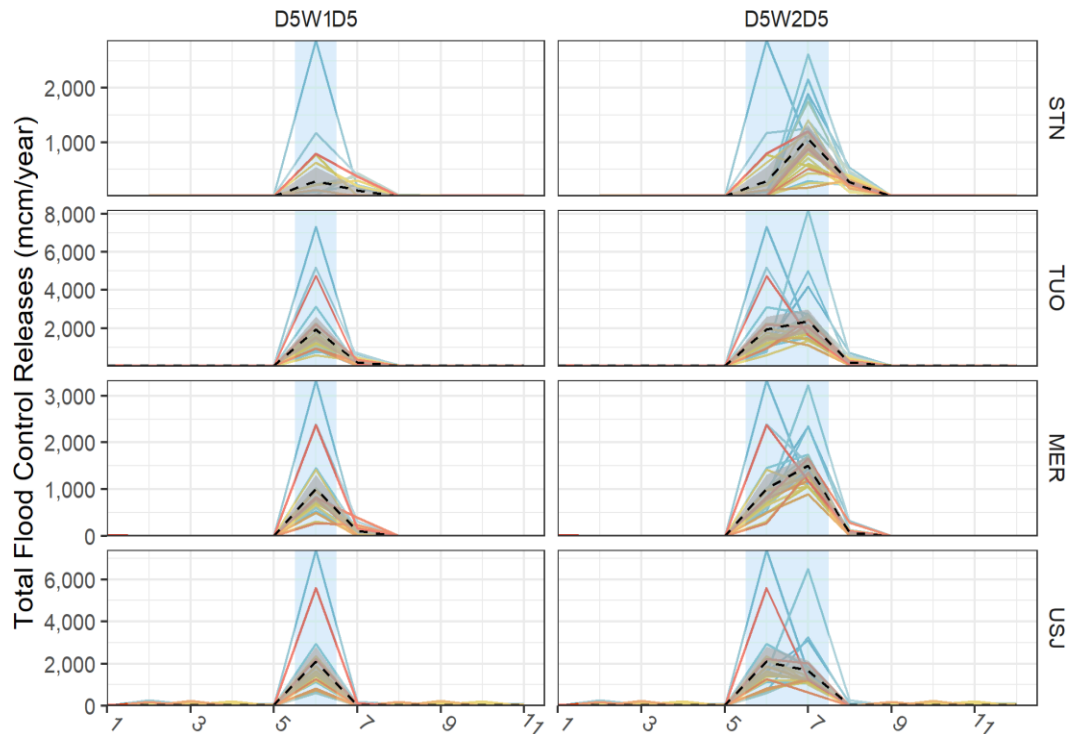 D5W1D5
D5W2D5
Total Flood Control Releases (mcm/year)
2,000
1,000
STN
8,000
6,000
4,000
2,000
0
TUO
3,000
2,000
1,000
0
MER
6,000
4,000
2,000
0
USJ
1 3 5 7 9 11
1 3 5 7 9 11